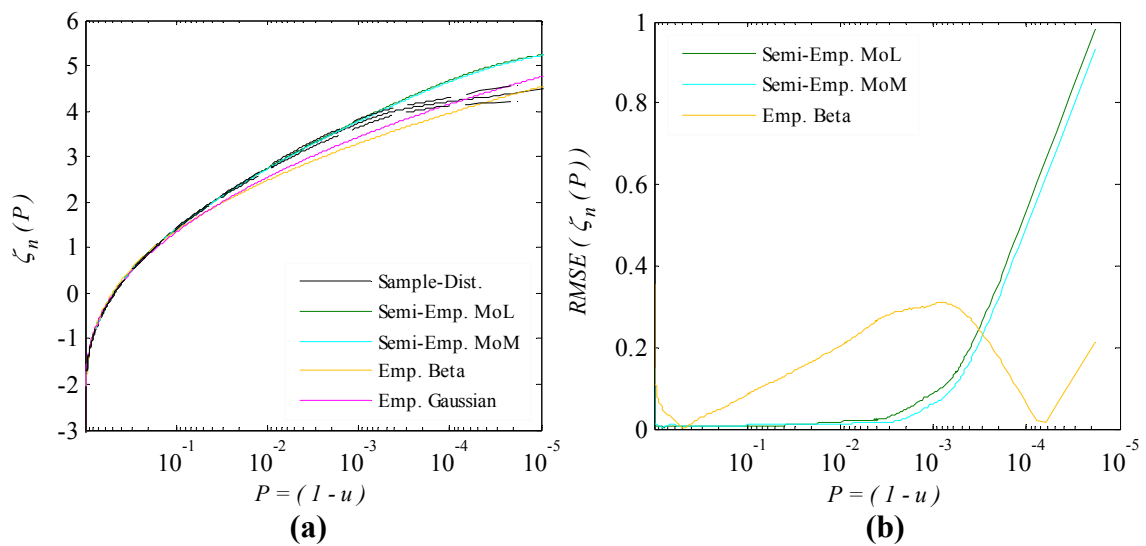 6
5
4
3
2
1
0
-1
-2
-3
ζn(P)
Sample-Dist.
Semi-Emp. MoL
Semi-Emp. MoM
Emp. Beta
Emp. Gaussian
10^-1 10^-2 10^-3 10^-4 10^-5
P = (1 - u)
(a)
1
0.8
0.6
0.4
0.2
0
RMSE (ζn(P))
Semi-Emp. MoL
Semi-Emp. MoM
Emp. Beta
10^-1 10^-2 10^-3 10^-4 10^-5
P = (1 - u)
(b)